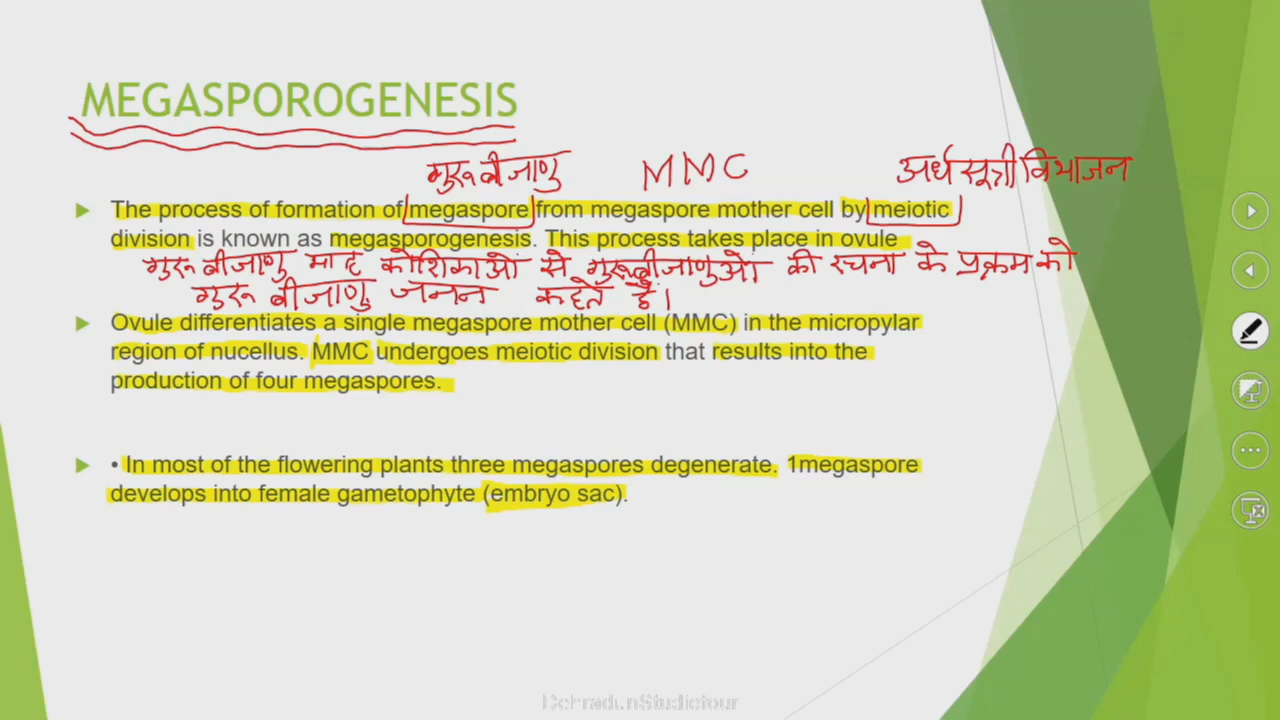 MEGASPOROGENESIS
गुरू बीजाणु MMC अर्धसूत्री विभाजन
The process of formation of megaspore from megaspore mother cell by meiotic
division is known as megasporogenesis. This process takes place in ovule
गुरू बीजाणु मातृ कोशिकाओं से गुरूबीजाणुओं की रचना के प्रक्रम को
गुरू बीजाणु जनन कहते है।
Ovule differentiates a single megaspore mother cell (MMC) in the micropylar
region of nucellus. MMC undergoes meiotic division that results into the
production of four megaspores.
• In most of the flowering plants three megaspores degenerate. 1megaspore
develops into female gametophyte (embryo sac).
DehradunStudietour